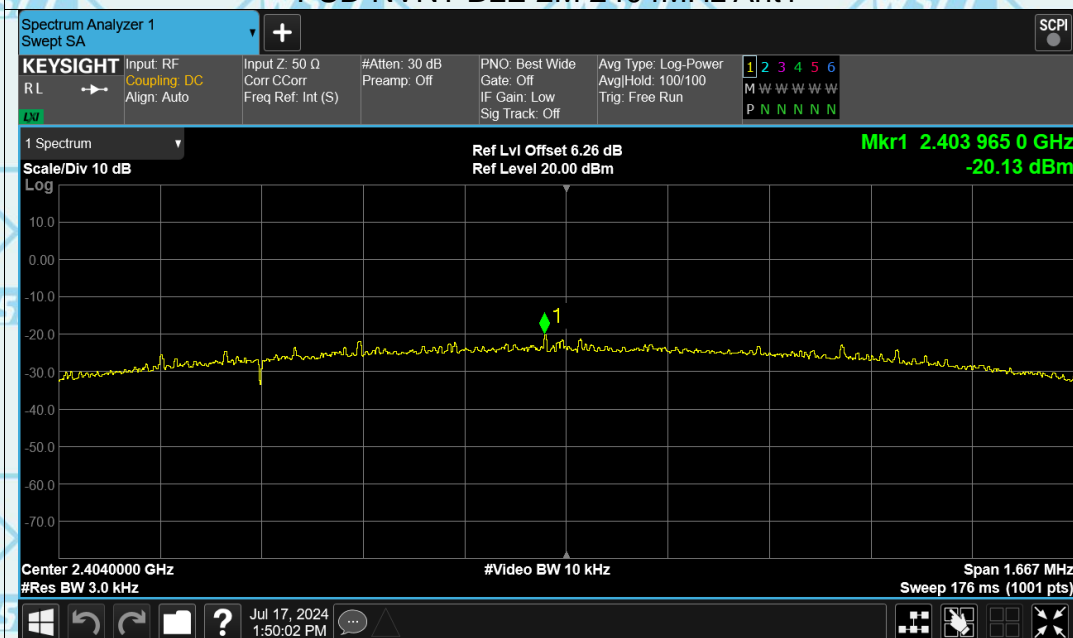 Spectrum Analyzer 1
Swept SA
+
SCPI
KEYSIGHT Input: RF
RL
Coupling: DC
Align: Auto
LXI
Input Z: 50 Ω
Corr CCorr
Freq Ref: Int (S)
#Atten: 30 dB
Preamp: Off
PNO: Best Wide
Gate: Off
IF Gain: Low
Sig Track: Off
Avg Type: Log-Power
Avg|Hold: 100/100
Trig: Free Run
1 2 3 4 5 6
M W W W W W
P N N N N N
1 Spectrum
Scale/Div 10 dB
Log
Ref Lvl Offset 6.26 dB
Ref Level 20.00 dBm
Mkr1 2.403 965 0 GHz
-20.13 dBm
10.0
0.00
-10.0
1
-20.0
-30.0
-40.0
-50.0
-60.0
-70.0
Center 2.4040000 GHz
#Video BW 10 kHz
Span 1.667 MHz
#Res BW 3.0 kHz
Sweep 176 ms (1001 pts)
?
Jul 17, 2024
1:50:02 PM